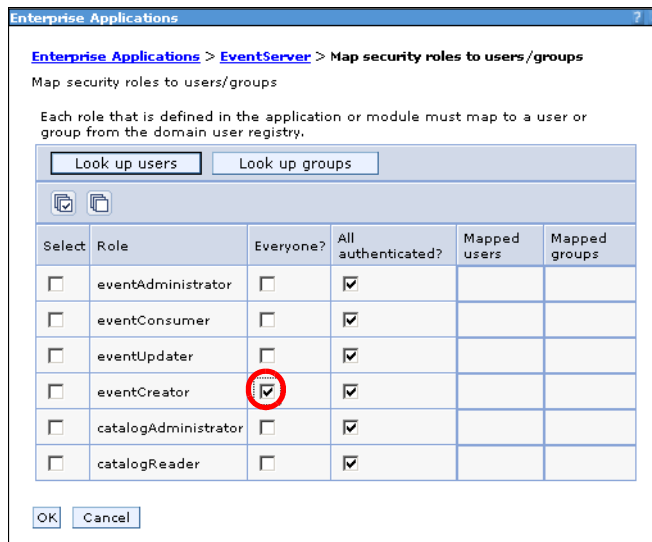 Enterprise Applications ?
Enterprise Applications > EventServer > Map security roles to users/groups
Map security roles to users/groups
Each role that is defined in the application or module must map to a user or
group from the domain user registry.
Look up users Look up groups
Select Role Everyone? All authenticated? Mapped users Mapped groups
eventAdministrator
eventConsumer
eventUpdater
eventCreator
catalogAdministrator
catalogReader
OK Cancel